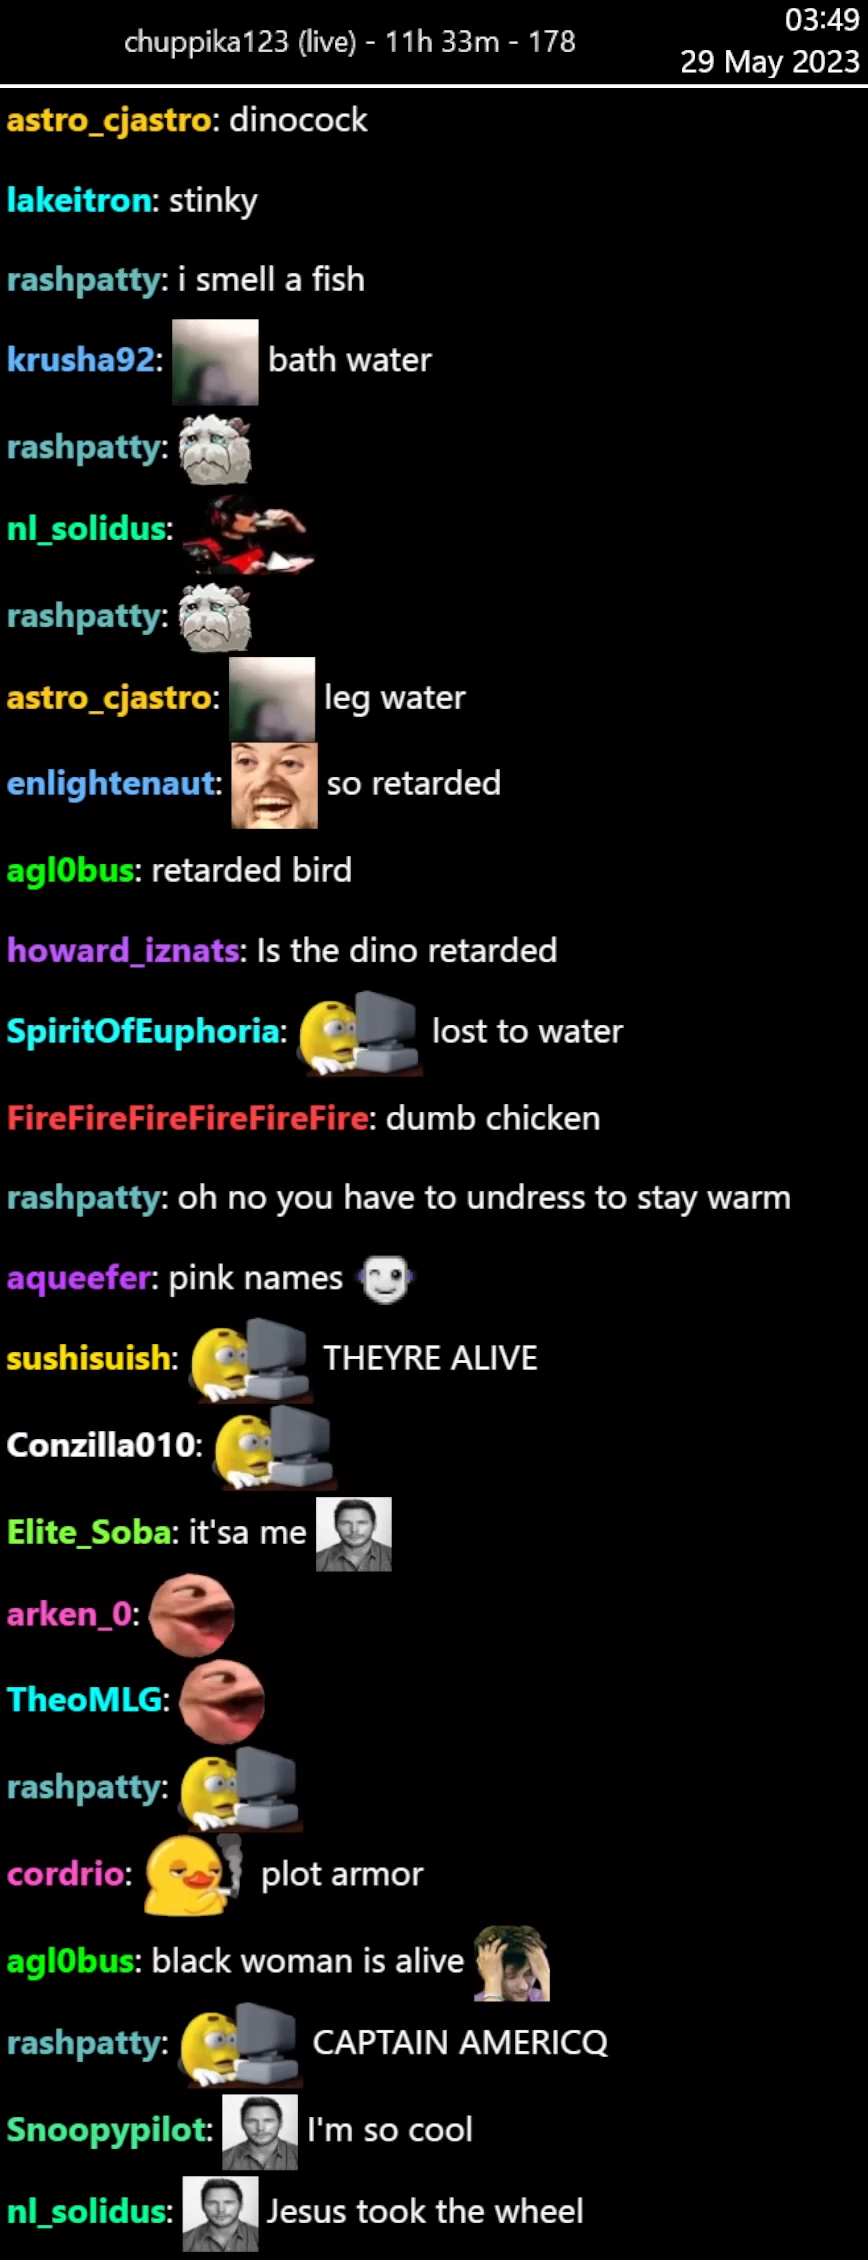 chuppika123 (live) - 11h 33m - 178
03:49
29 May 2023
astro_cjastro: dinocock
lakeitron: stinky
rashpatty: i smell a fish
krusha92: bath water
rashpatty:
nl_solidus:
rashpatty:
astro_cjastro: leg water
enlightenaut: so retarded
agl0bus: retarded bird
howard_iznats: Is the dino retarded
SpiritOfEuphoria: lost to water
FireFireFireFireFireFire: dumb chicken
rashpatty: oh no you have to undress to stay warm
aqueefer: pink names
sushisuish: THEYRE ALIVE
Conzilla010:
Elite_Soba: it'sa me
arken_0:
TheoMLG:
rashpatty:
cordrio: plot armor
agl0bus: black woman is alive
rashpatty: CAPTAIN AMERICQ
Snoopypilot: I'm so cool
nl_solidus: Jesus took the wheel